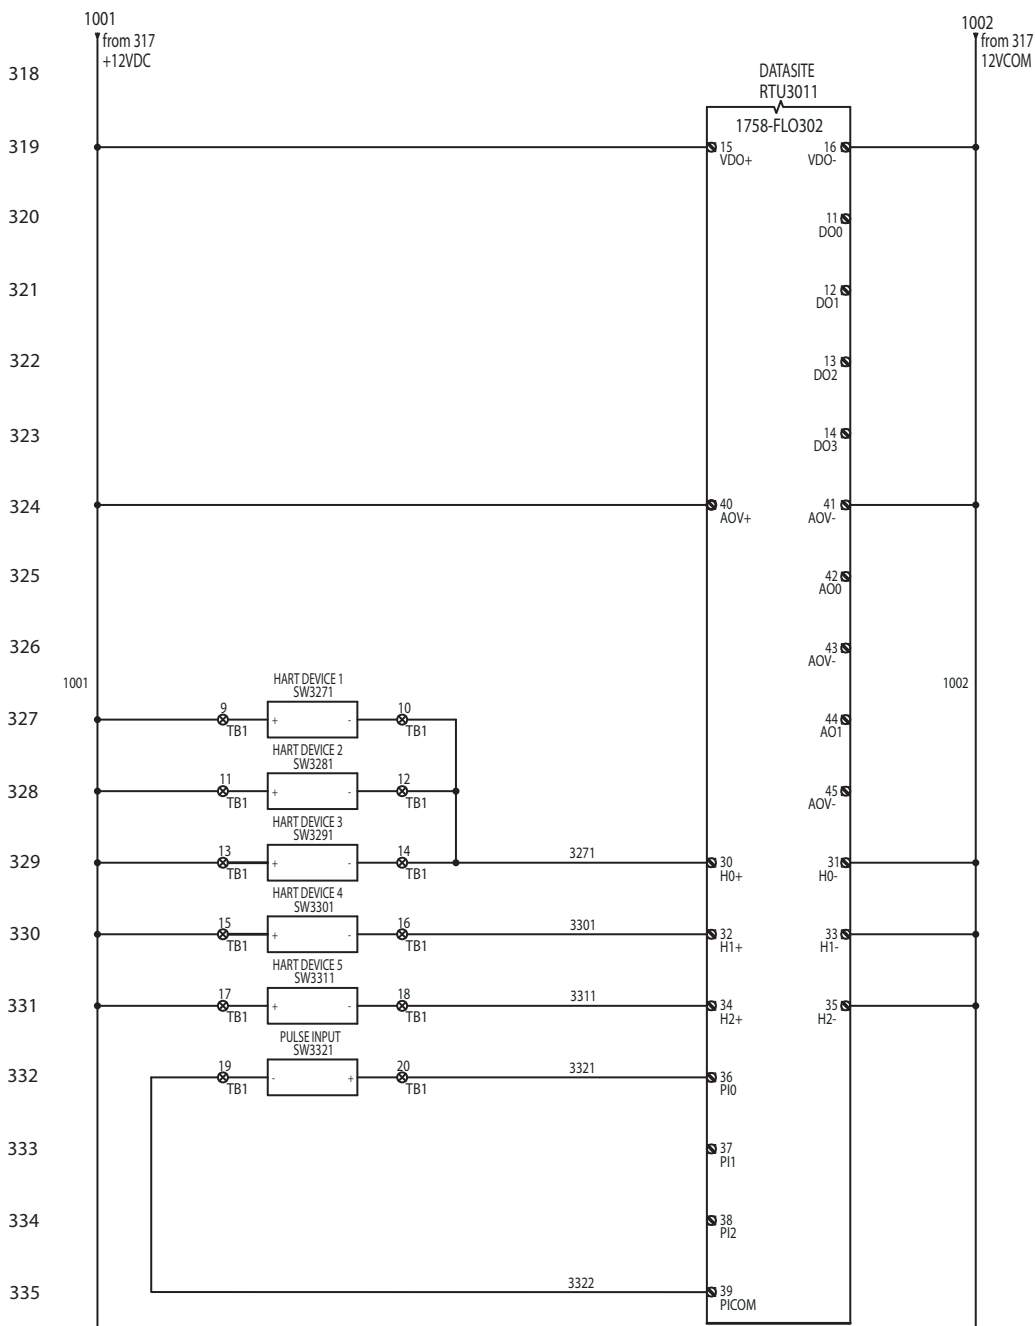 1001
from 317
+12VDC
1002
from 317
12VCOM
318
DATASITE
RTU3011
1758-FLO302
319
15
VDO+
16
VDO-
320
11
DO0
321
12
DO1
322
13
DO2
323
14
DO3
324
40
AOV+
41
AOV-
325
42
AO0
326
43
AOV-
1001
1002
HART DEVICE 1
SW3271
327
9
TB1
+
-
10
TB1
44
AO1
HART DEVICE 2
SW3281
328
11
TB1
+
-
12
TB1
45
AOV-
HART DEVICE 3
SW3291
329
13
TB1
+
-
14
TB1
3271
30
H0+
31
H0-
HART DEVICE 4
SW3301
330
15
TB1
+
-
16
TB1
3301
32
H1+
33
H1-
HART DEVICE 5
SW3311
331
17
TB1
+
-
18
TB1
3311
34
H2+
35
H2-
PULSE INPUT
SW3321
332
19
TB1
-
+
20
TB1
3321
36
PI0
333
37
PI1
334
38
PI2
335
3322
39
PICOM